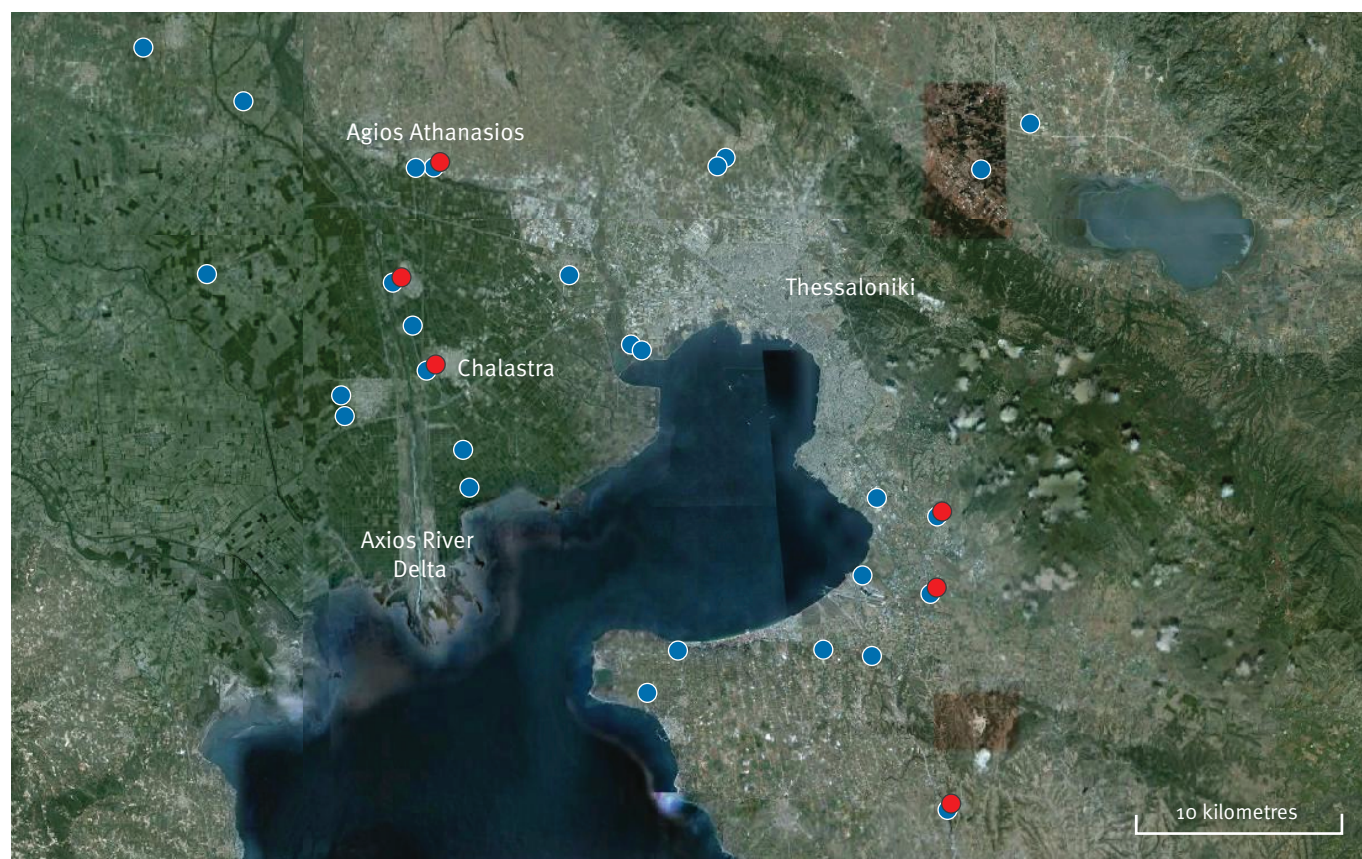 Agios Athanasios
Thessaloniki
Chalastra
Axios River
Delta
10 kilometres